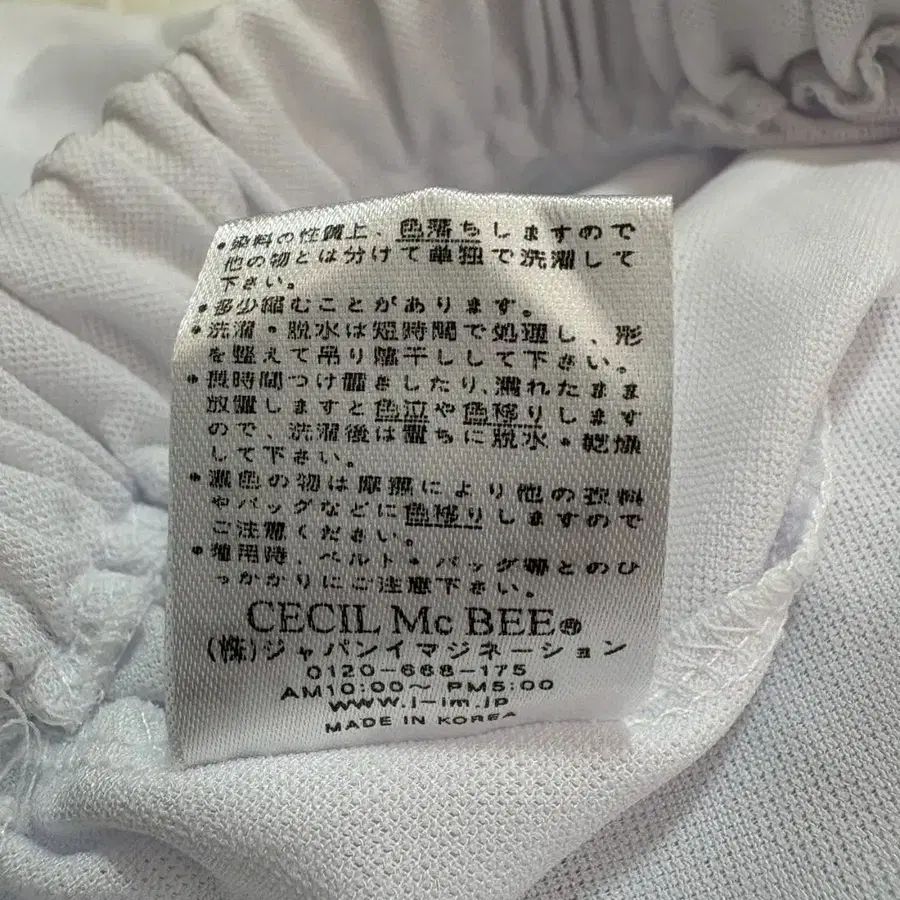 ・染料の性質上、色落ちしますので
他の物とは分けて単独で洗濯して
下さい。
・多少縮むことがあります。
・洗濯・脱水は短時間で処理し、形
を整えて吊り陰干しして下さい。
・長時間つけ置きしたり、濡れたまま
放置しますと色泣や色移りします
ので、洗濯後は直ちに脱水・乾燥
して下さい。
・濃色の物は摩擦により他の衣料
やバッグなどに色移りしますので
ご注意ください。
・着用時、ベルト・バッグ等とのひ
っかかりにご注意下さい。
CECIL Mc BEE®
(株)ジャパンイマジネーション
0120-668-175
AM10:00〜 PM5:00
www.j-im.jp
MADE IN KOREA